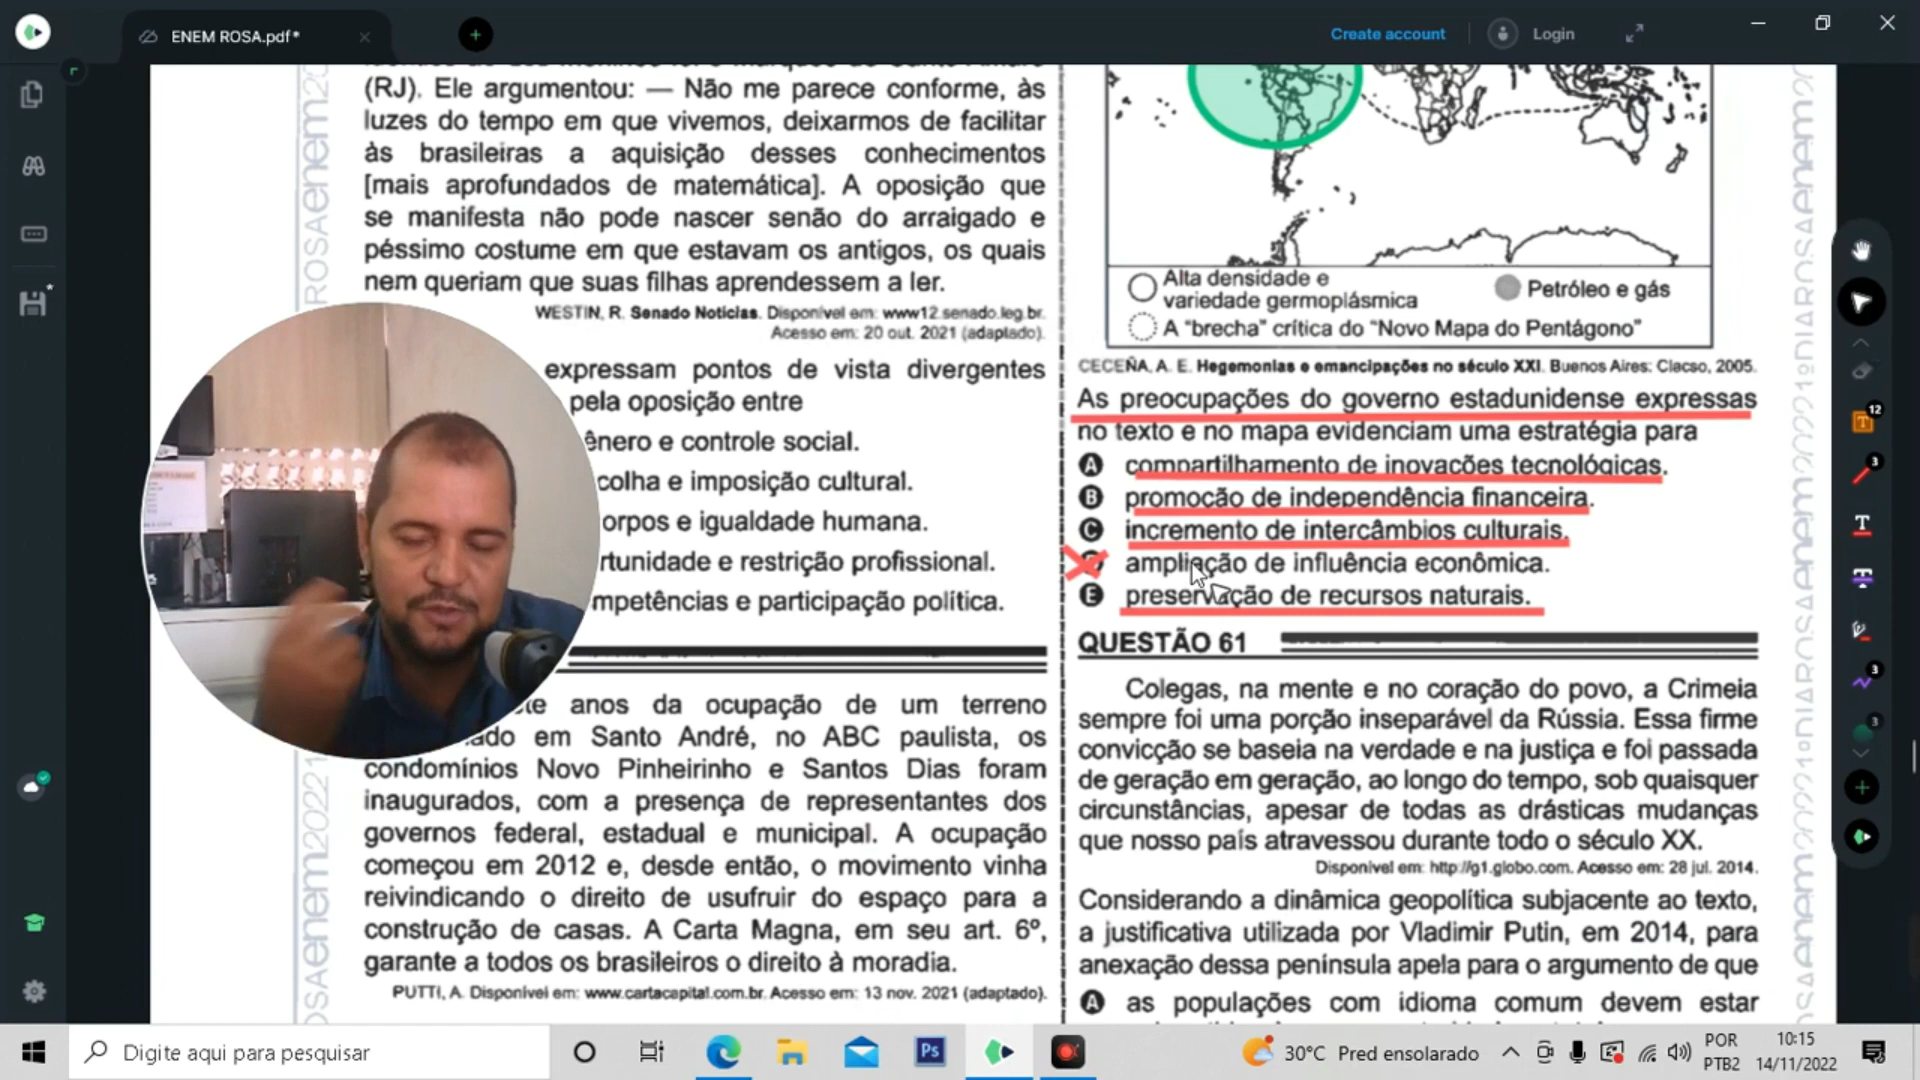 ENEM ROSA.pdf*
Create account
Login
(RJ). Ele argumentou: — Não me parece conforme, às
luzes do tempo em que vivemos, deixarmos de facilitar
às brasileiras a aquisição desses conhecimentos
[mais aprofundados de matemática]. A oposição que
se manifesta não pode nascer senão do arraigado e
péssimo costume em que estavam os antigos, os quais
nem queriam que suas filhas aprendessem a ler.
WESTIN, R. Senado Notícias. Disponível em: www12.senado.leg.br.
Acesso em: 20 out. 2021 (adaptado).
expressam pontos de vista divergentes
pela oposição entre
ênero e controle social.
colha e imposição cultural.
orpos e igualdade humana.
rtunidade e restrição profissional.
mpetências e participação política.
anos da ocupação de um terreno
ado em Santo André, no ABC paulista, os
condomínios Novo Pinheirinho e Santos Dias foram
inaugurados, com a presença de representantes dos
governos federal, estadual e municipal. A ocupação
começou em 2012 e, desde então, o movimento vinha
reivindicando o direito de usufruir do espaço para a
construção de casas. A Carta Magna, em seu art. 6º,
garante a todos os brasileiros o direito à moradia.
PUTTI, A. Disponível em: www.cartacapital.com.br. Acesso em: 13 nov. 2021 (adaptado).
Alta densidade e
variedade germoplásmica
Petróleo e gás
A “brecha” crítica do “Novo Mapa do Pentágono”
CECEÑA, A. E. Hegemonias e emancipações no século XXI. Buenos Aires: Clacso, 2005.
As preocupações do governo estadunidense expressas
no texto e no mapa evidenciam uma estratégia para
A compartilhamento de inovações tecnológicas.
B promoção de independência financeira.
C incremento de intercâmbios culturais.
ampliação de influência econômica.
E preservação de recursos naturais.
QUESTÃO 61
Colegas, na mente e no coração do povo, a Crimeia
sempre foi uma porção inseparável da Rússia. Essa firme
convicção se baseia na verdade e na justiça e foi passada
de geração em geração, ao longo do tempo, sob quaisquer
circunstâncias, apesar de todas as drásticas mudanças
que nosso país atravessou durante todo o século XX.
Disponível em: http://g1.globo.com. Acesso em: 28 jul. 2014.
Considerando a dinâmica geopolítica subjacente ao texto,
a justificativa utilizada por Vladimir Putin, em 2014, para
anexação dessa península apela para o argumento de que
A as populações com idioma comum devem estar
12
3
3
3
Digite aqui para pesquisar
Ps
30°C Pred ensolarado
POR
PTB2
10:15
14/11/2022